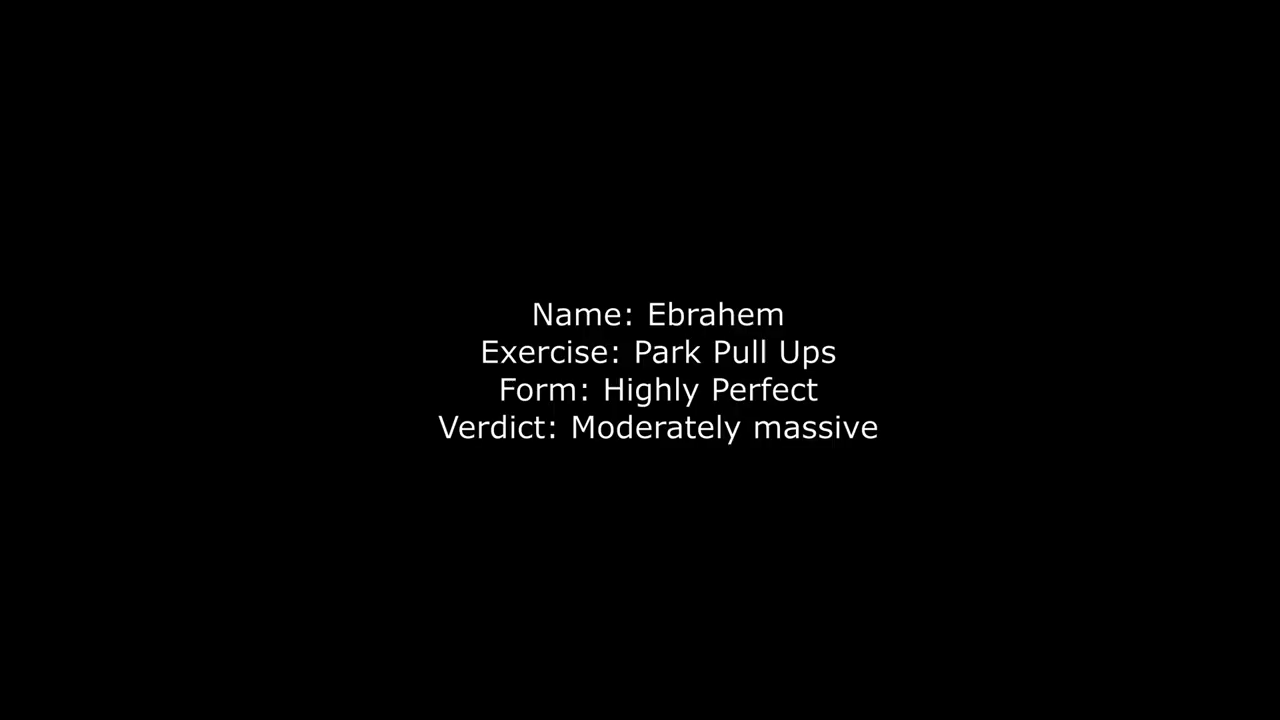 Name: Ebrahem
Exercise: Park Pull Ups
Form: Highly Perfect
Verdict: Moderately massive